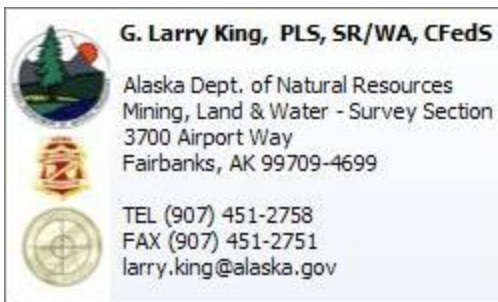 G. Larry King, PLS, SR/WA, CFedS
Alaska Dept. of Natural Resources
Mining, Land & Water - Survey Section
3700 Airport Way
Fairbanks, AK 99709-4699
TEL (907) 451-2758
FAX (907) 451-2751
larry.king@alaska.gov